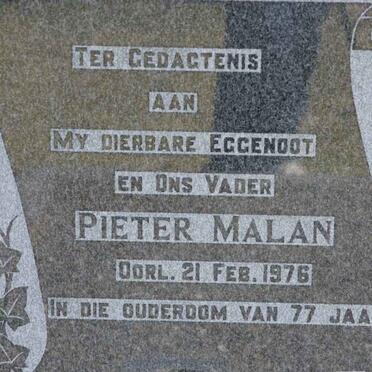 TER GEDAGTENIS
AAN
MY DIERBARE EGGENOOT
EN ONS VADER
PIETER MALAN
OORL. 21 FEB. 1976
IN DIE OUDERDOM VAN 77 JAA